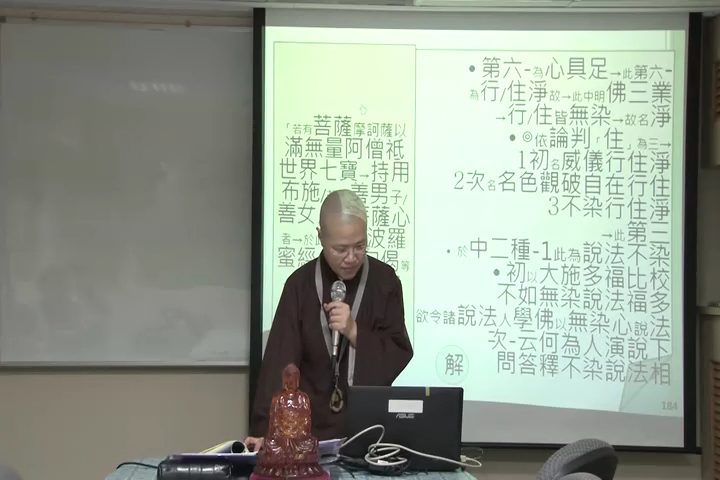 「若有菩薩摩訶薩以
滿無量阿僧祇
世界七寶→持用
布施/善男子/
善女 菩薩心
者→於 波羅
蜜經 偈等
•第六-為心具足→此第六-
為行/住淨故→此中明佛三業
→行/住皆無染→故名淨
•◎依論判「住」為三→
1初名威儀行住淨
2次名名色觀破自在行住
3不染行住淨
→此第三
•於中二種-1此為說法不染
•初以大施多福比校
不如無染說法福多
欲令諸說法人學佛以無染心說法
次-云何為人演說下
問答釋不染說法相
解
184
ASUS